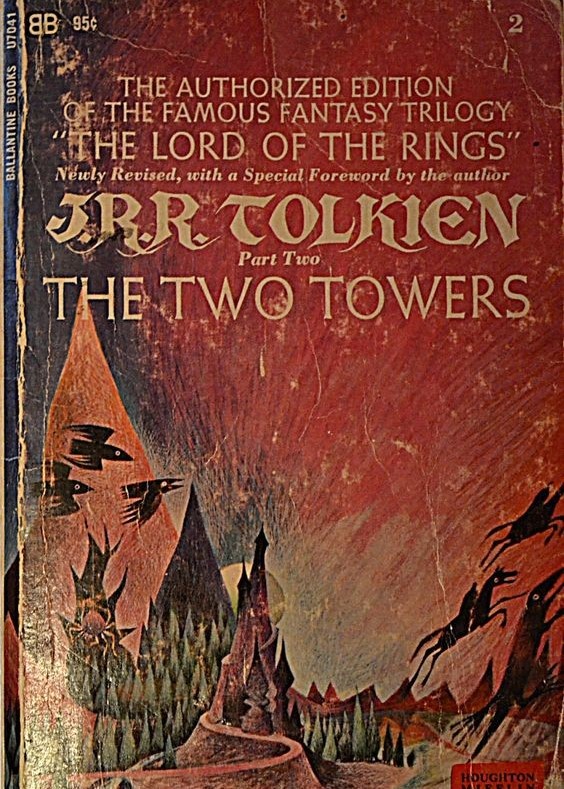 BALLANTINE BOOKS U7041
BB 95¢
2
THE AUTHORIZED EDITION
OF THE FAMOUS FANTASY TRILOGY
"THE LORD OF THE RINGS"
Newly Revised, with a Special Foreword by the author
J.R.R. TOLKIEN
Part Two
THE TWO TOWERS
HOUGHTON
MIFFLIN